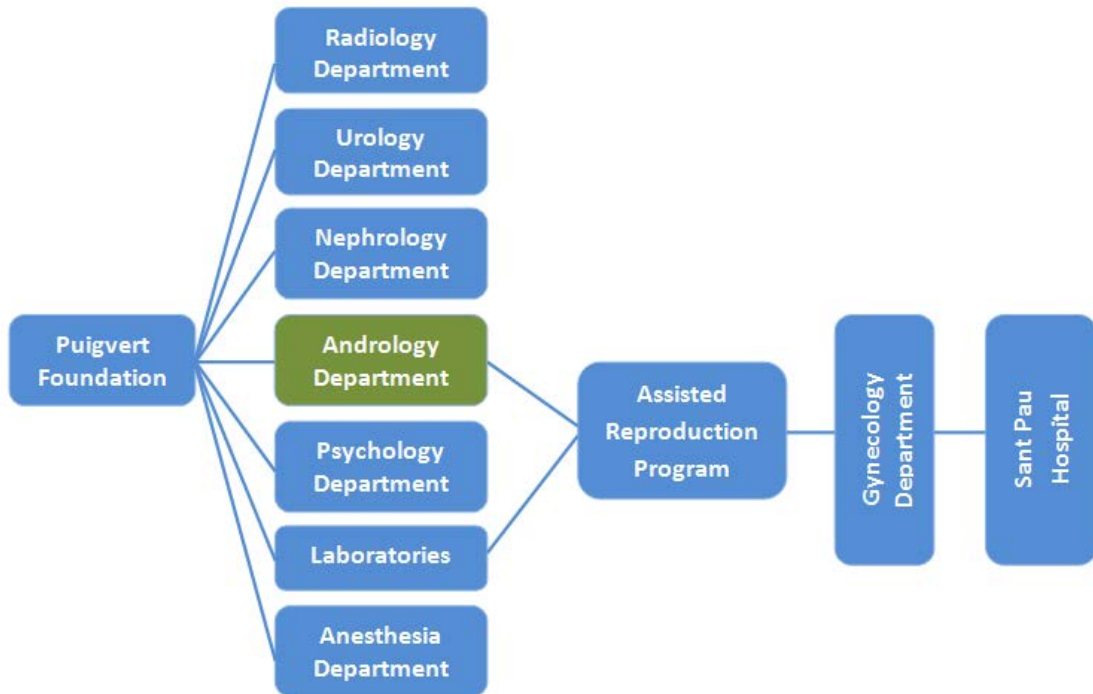 Radiology
Department
Urology
Department
Nephrology
Department
Puigvert
Foundation
Andrology
Department
Psychology
Department
Laboratories
Anesthesia
Department
Assisted
Reproduction
Program
Gynecology
Department
Sant Pau
Hospital